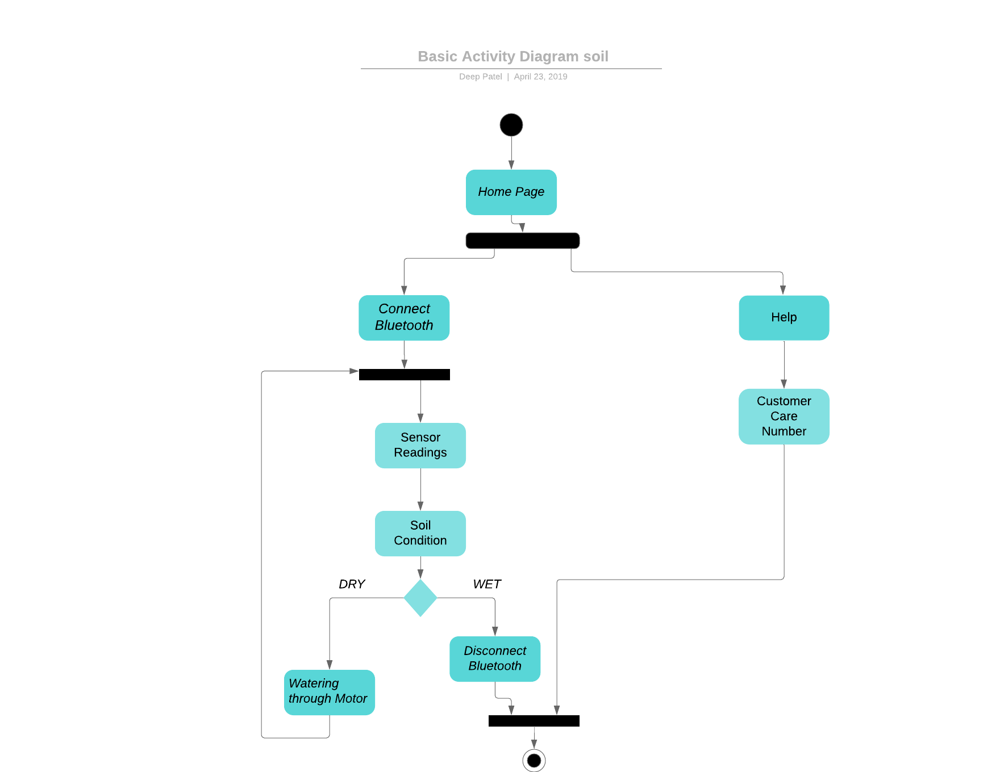 Basic Activity Diagram soil
Deep Patel | April 23, 2019
Home Page
Connect
Bluetooth
Help
Customer
Care
Number
Sensor
Readings
Soil
Condition
DRY
WET
Disconnect
Bluetooth
Watering
through Motor